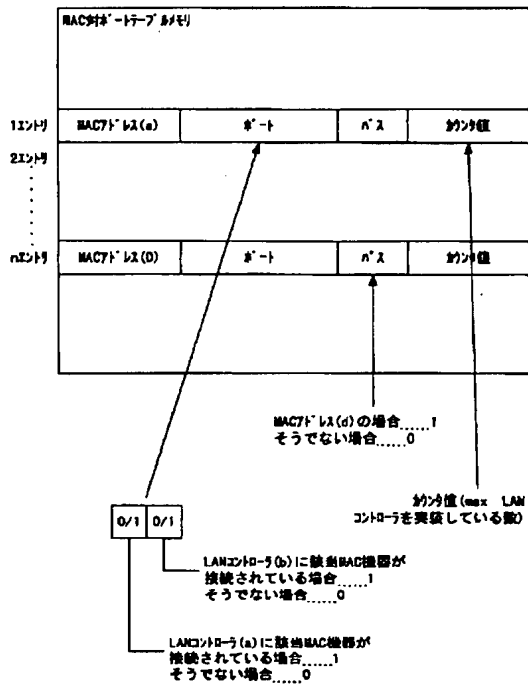 MAC対ポートテーブルメモリ
1エントリ MACアドレス(a) ポート パス カウンタ値
2エントリ
nエントリ MACアドレス(D) ポート パス カウンタ値
MACアドレス(d)の場合……1
そうでない場合……0
カウンタ値(max LAN
コントローラを実装している数)
0/1 0/1
LANコントローラ(b)に該当MAC機器が
接続されている場合……1
そうでない場合……0
LANコントローラ(a)に該当MAC機器が
接続されている場合……1
そうでない場合……0